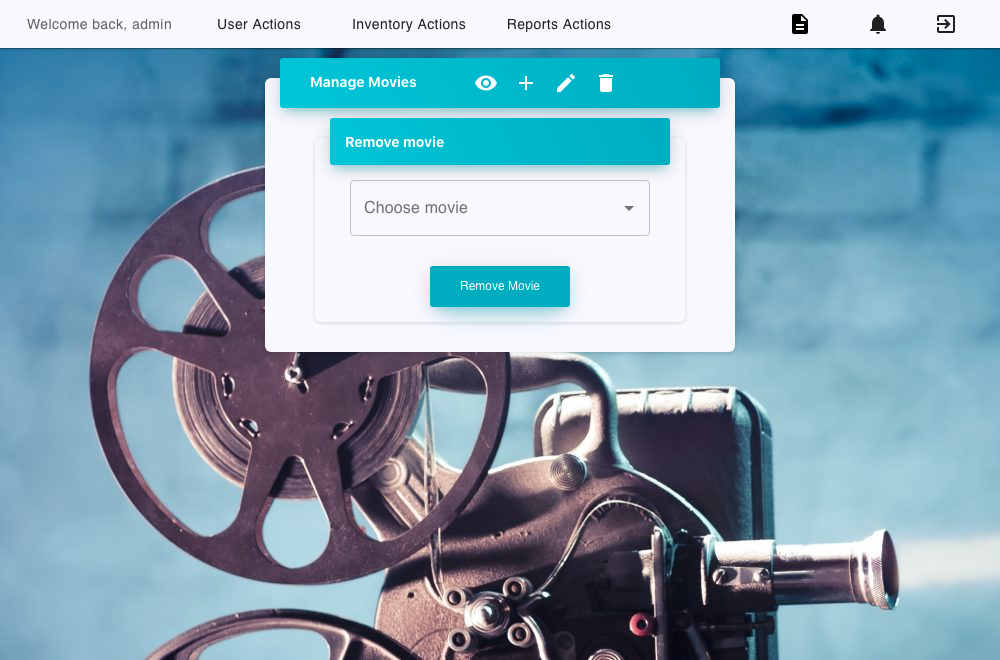 Welcome back, admin User Actions Inventory Actions Reports Actions
Manage Movies
Remove movie
Choose movie
Remove Movie